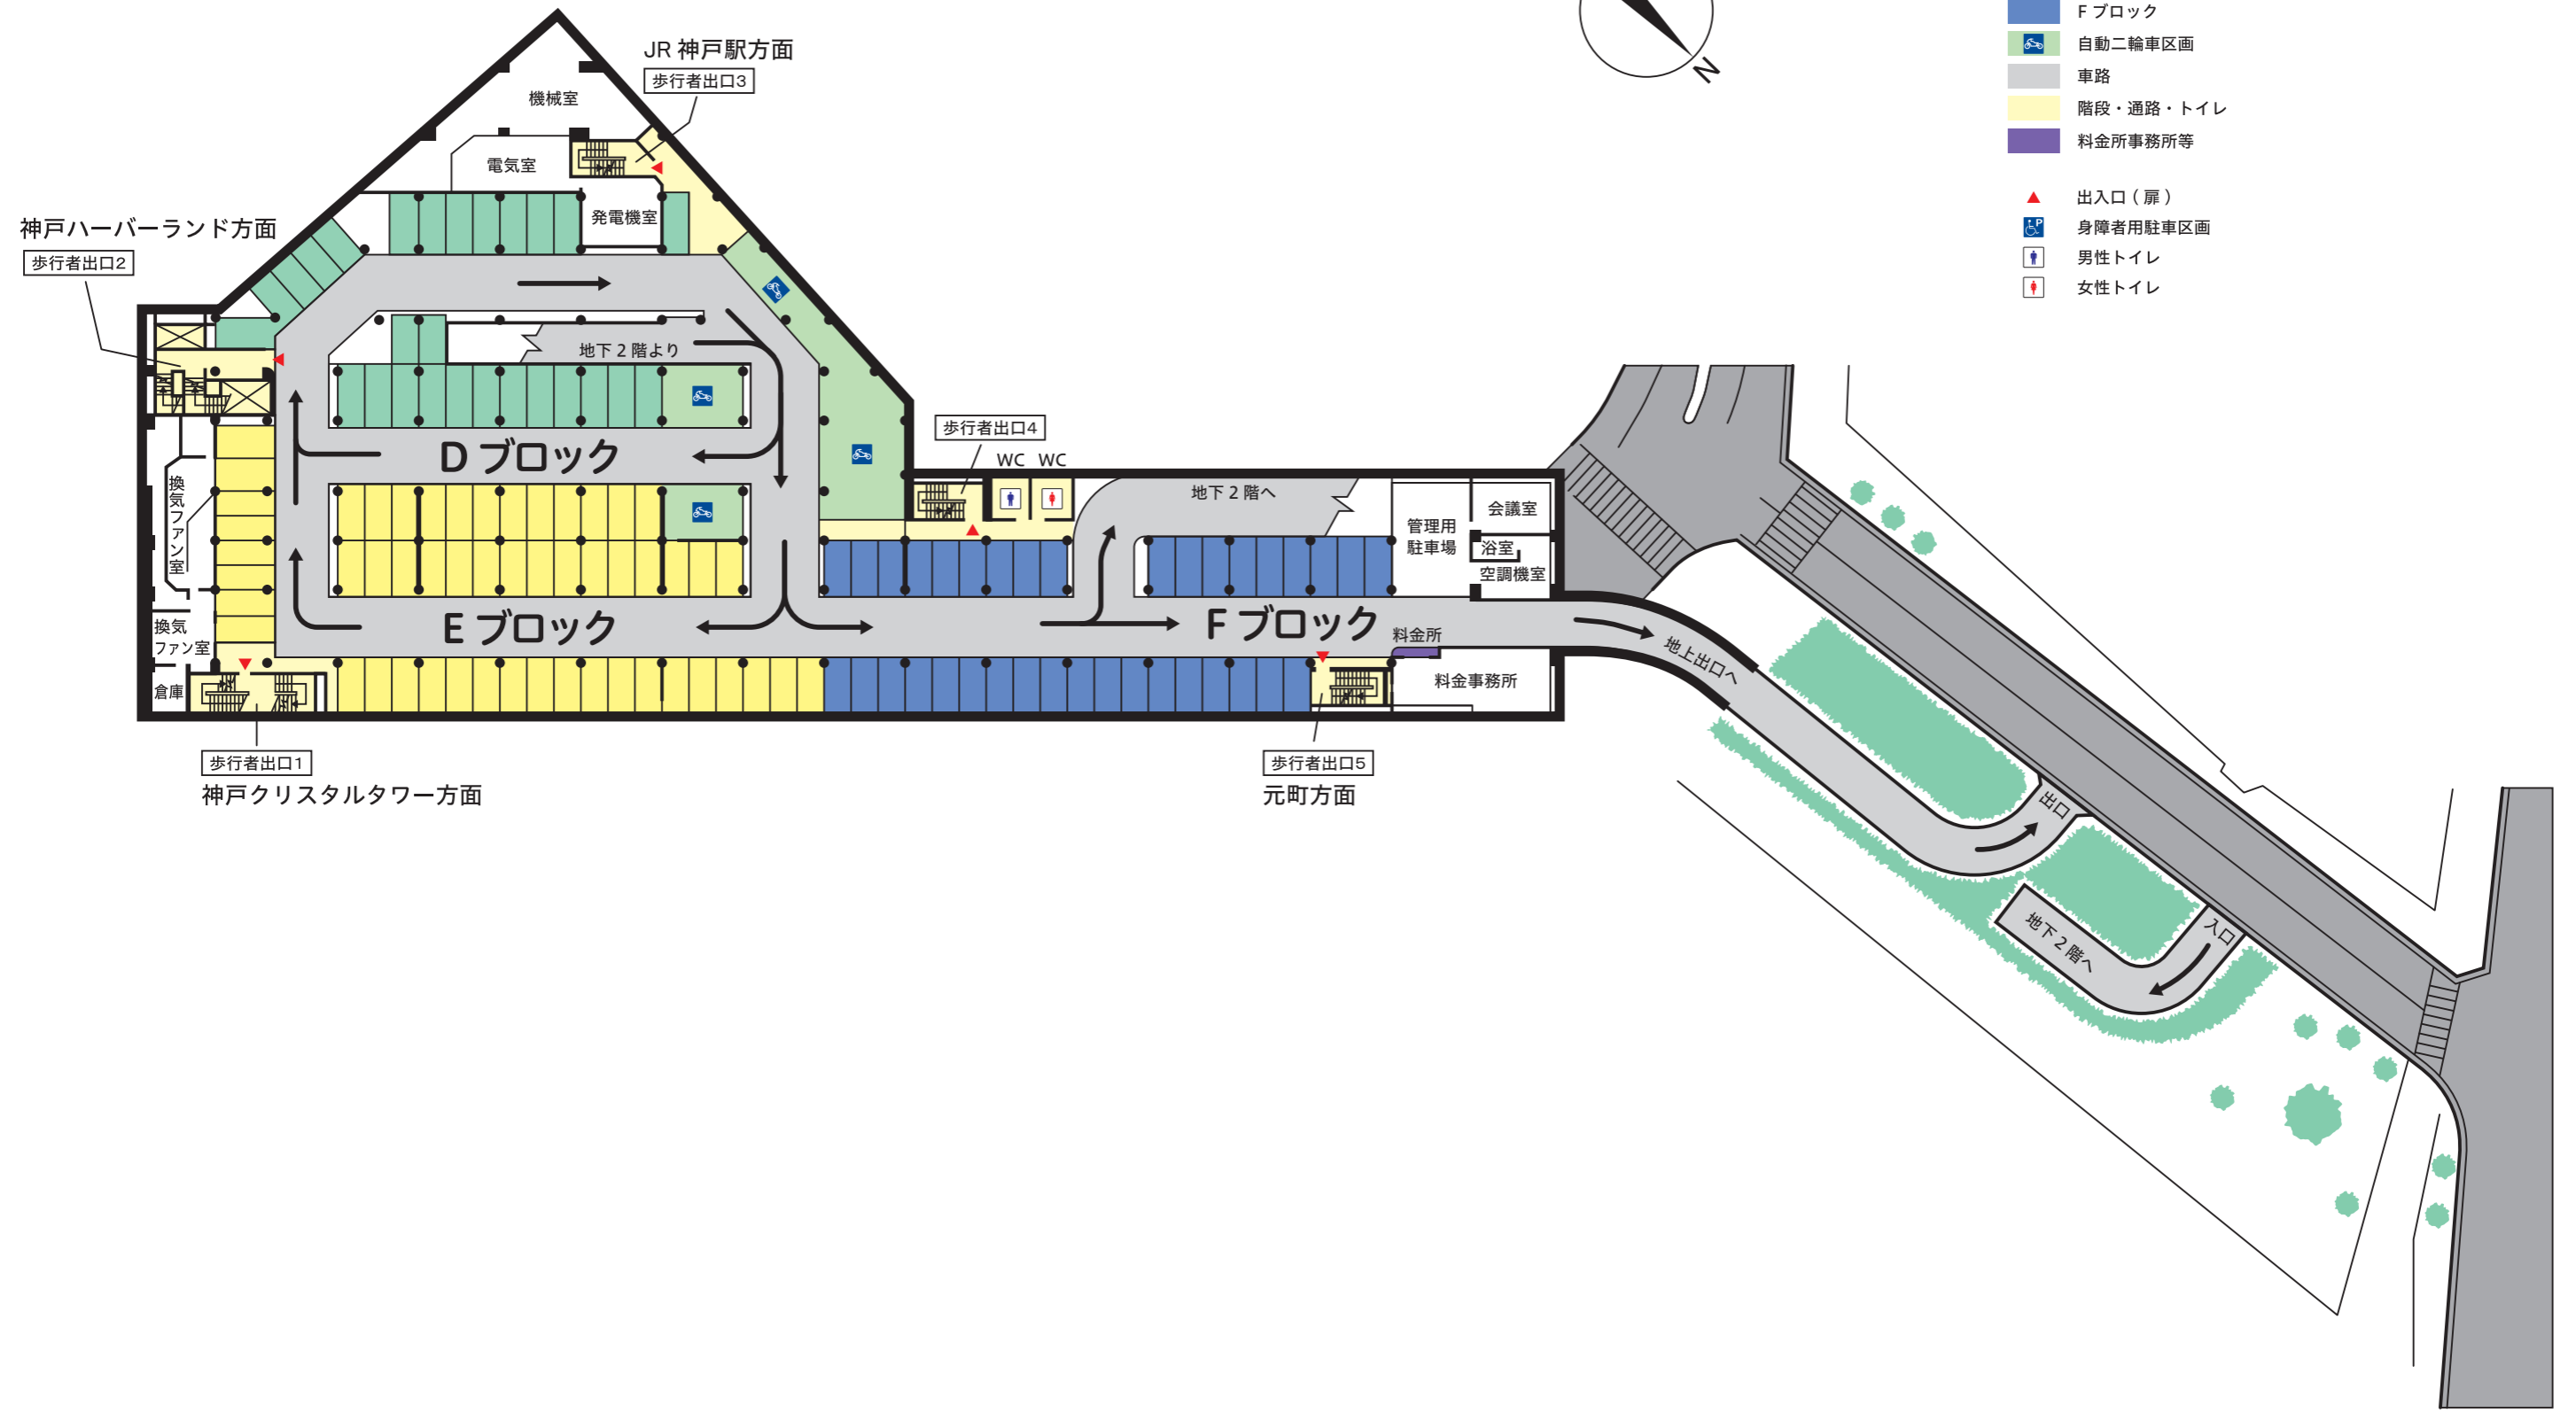 JR 神戸駅方面
歩行者出口3
機械室
電気室
発電機室
神戸ハーバーランド方面
歩行者出口2
地下 2 階より
D ブロック
換気ファン室
換気
ファン室
倉庫
E ブロック
歩行者出口1
神戸クリスタルタワー方面
歩行者出口4
WC
WC
地下 2 階へ
管理用
駐車場
会議室
浴室
空調機室
F ブロック
料金所
料金事務所
歩行者出口5
元町方面
地上出口へ
出口
入口
地下 2 階へ
N
F ブロック
自動二輪車区画
車路
階段・通路・トイレ
料金所事務所等
出入口 ( 扉 )
P
身障者用駐車区画
男性トイレ
女性トイレ